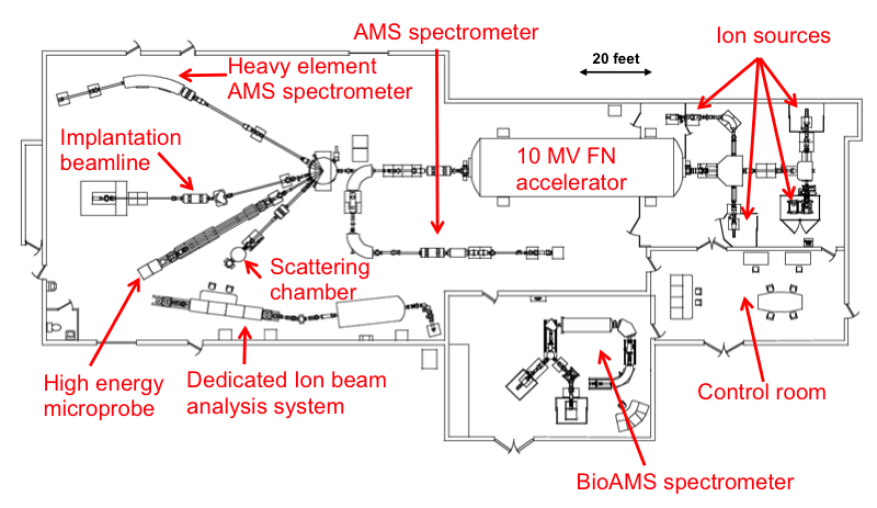 AMS spectrometer
Ion sources
20 feet
Heavy element
AMS spectrometer
Implantation
beamline
10 MV FN
accelerator
Scattering
chamber
High energy
microprobe
Dedicated Ion beam
analysis system
Control room
BioAMS spectrometer